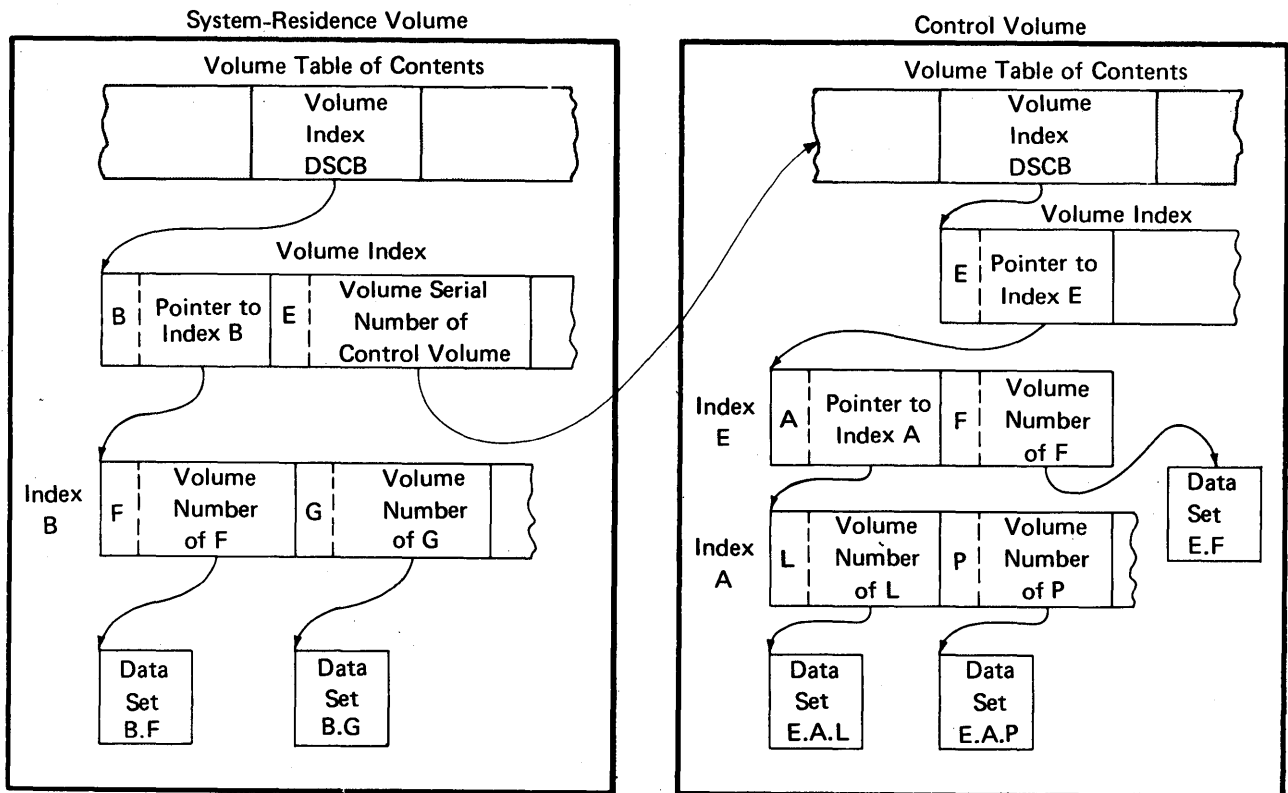 System-Residence Volume
Volume Table of Contents
Volume
Index
DSCB
Volume Index
B
Pointer to
Index B
E
Volume Serial
Number of
Control Volume
Index
B
F
Volume
Number
of F
G
Volume
Number
of G
Data
Set
B.F
Data
Set
B.G
Control Volume
Volume Table of Contents
Volume
Index
DSCB
Volume Index
E
Pointer to
Index E
Index
E
A
Pointer to
Index A
F
Volume
Number
of F
Data
Set
E.F
Index
A
L
Volume
Number
of L
P
Volume
Number
of P
Data
Set
E.A.L
Data
Set
E.A.P